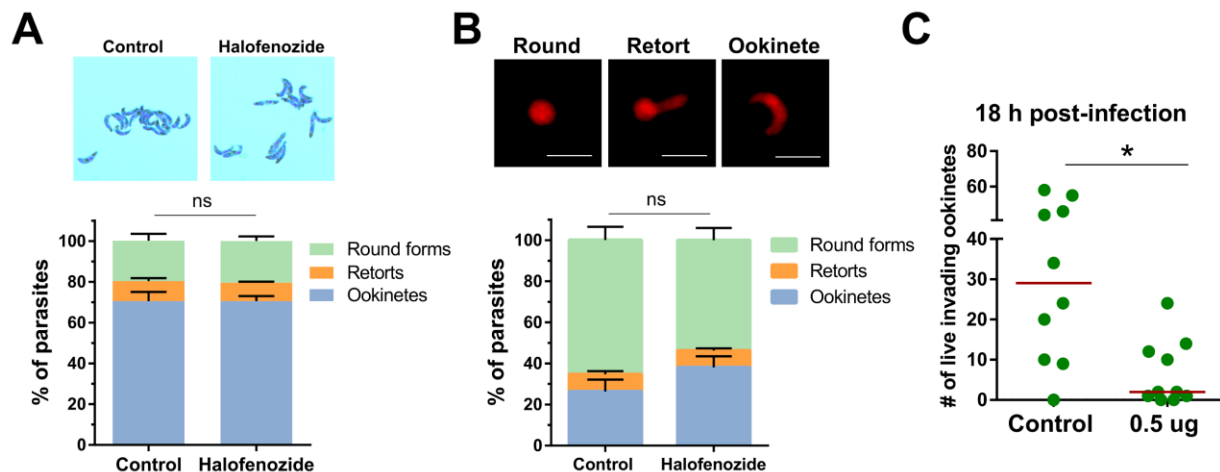 A
Control
Halofenozide
ns
% of parasites
100
80
60
40
20
0
Round forms
Retorts
Ookinetes
Control
Halofenozide
B
Round
Retort
Ookinete
ns
% of parasites
100
80
60
40
20
0
Round forms
Retorts
Ookinetes
Control
Halofenozide
C
18 h post-infection
*
# of live invading ookinetes
80
60
40
30
20
10
0
Control
0.5 ug